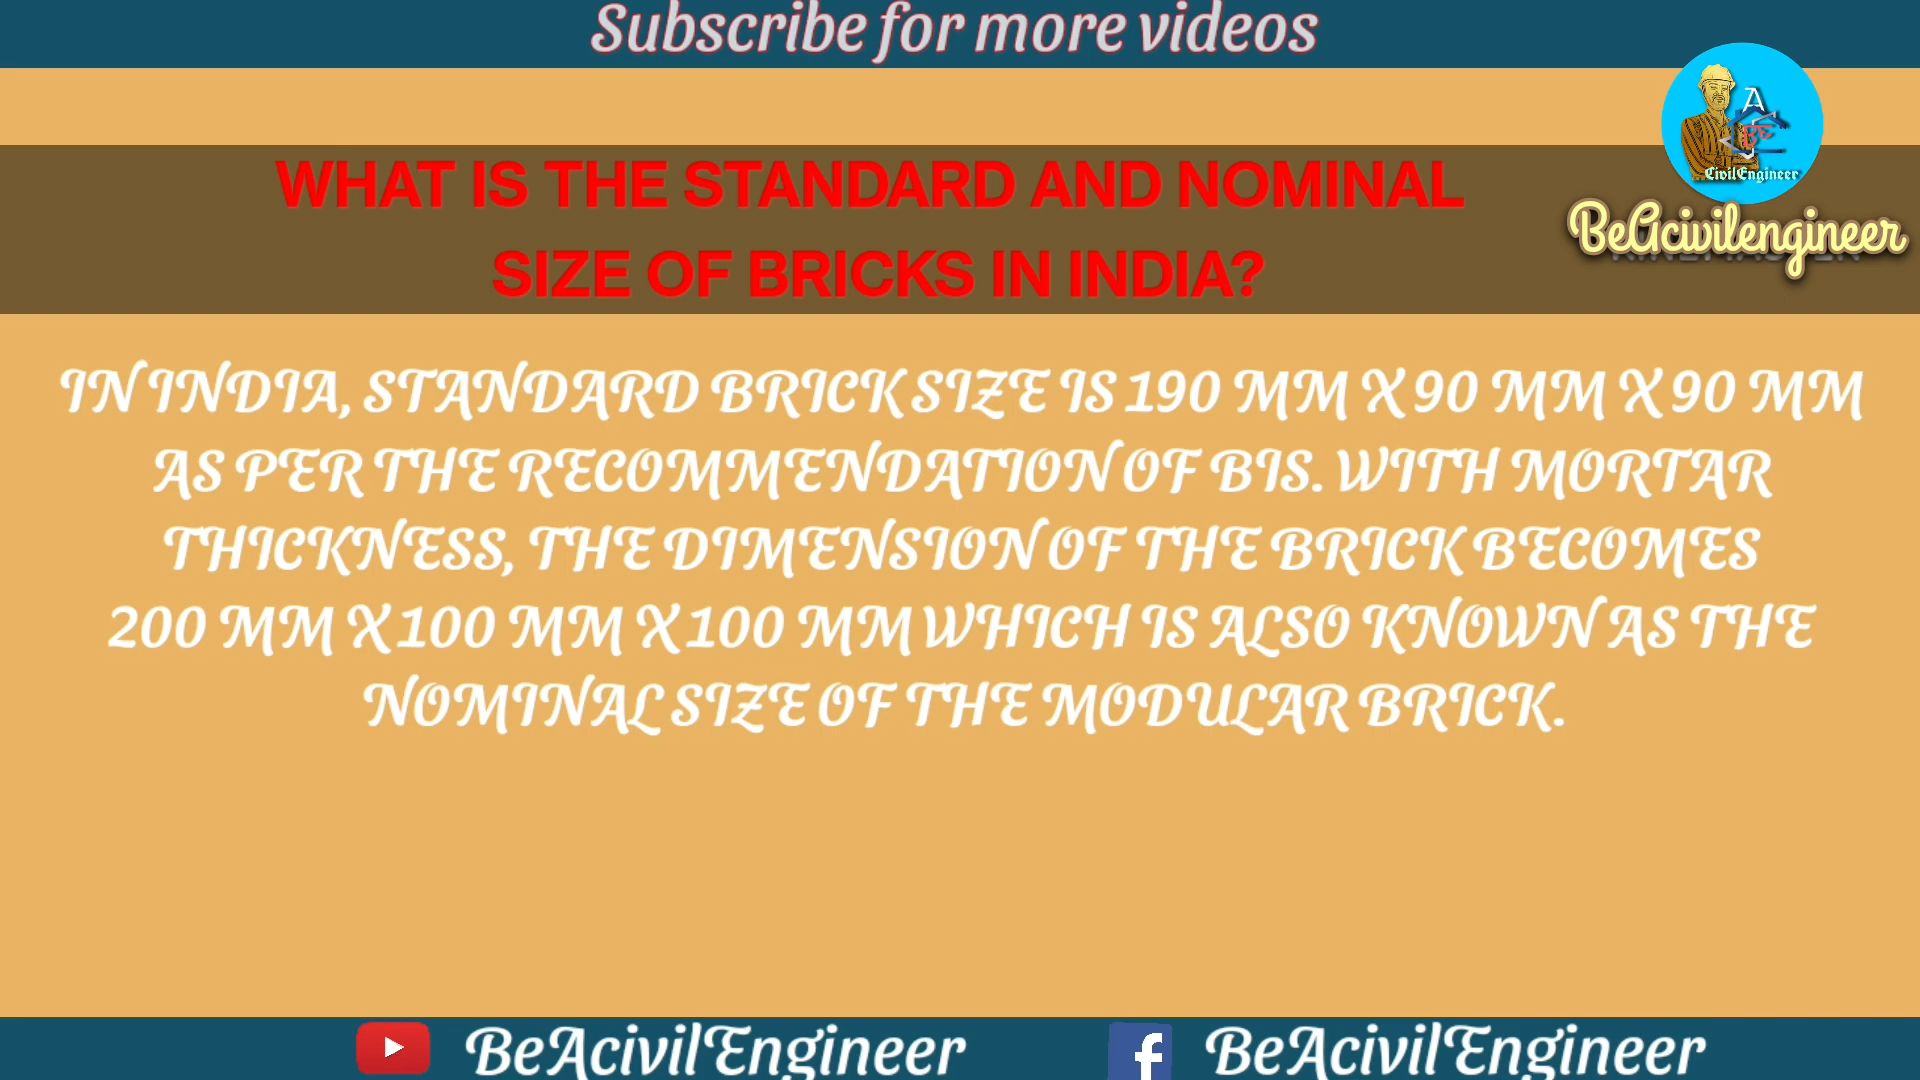 Subscribe for more videos
A
BE
CivilEngineer
BeAcivilengineer
WHAT IS THE STANDARD AND NOMINAL
SIZE OF BRICKS IN INDIA?
IN INDIA, STANDARD BRICK SIZE IS 190 MM X 90 MM X 90 MM
AS PER THE RECOMMENDATION OF BIS. WITH MORTAR
THICKNESS, THE DIMENSION OF THE BRICK BECOMES
200 MM X 100 MM X 100 MM WHICH IS ALSO KNOWN AS THE
NOMINAL SIZE OF THE MODULAR BRICK.
BeAcivilEngineer
f BeAcivilEngineer